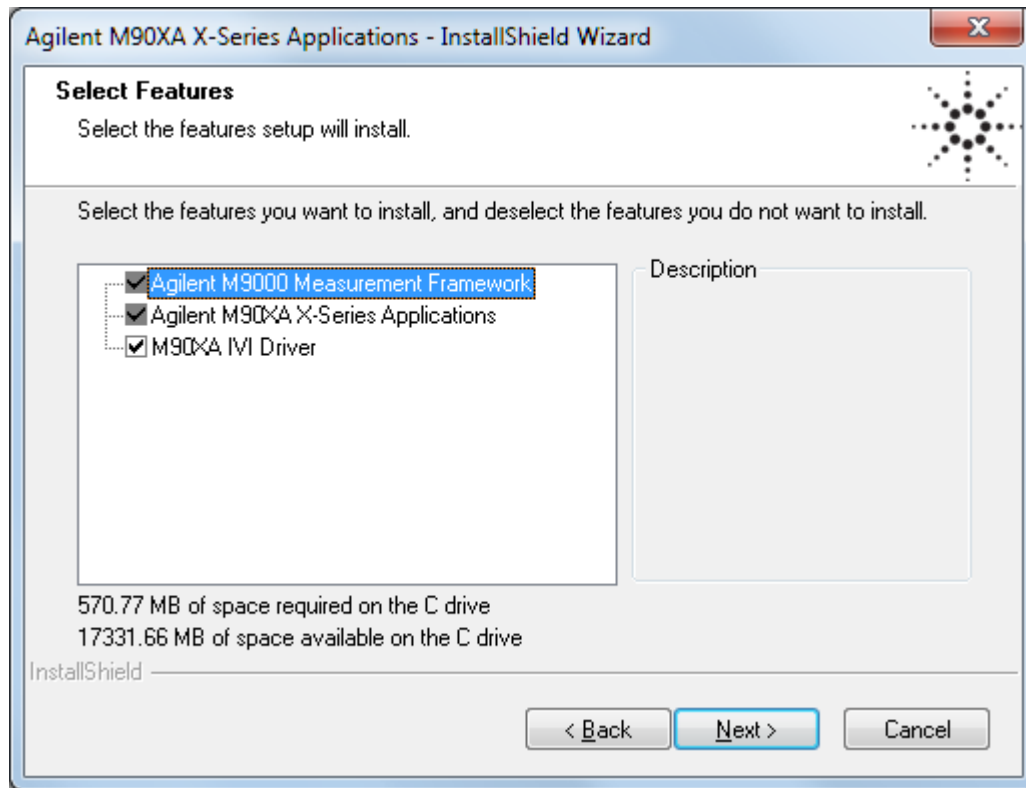 Agilent M90XA X-Series Applications - InstallShield Wizard
Select Features
Select the features setup will install.
Select the features you want to install, and deselect the features you do not want to install.
Agilent M9000 Measurement Framework
Agilent M90XA X-Series Applications
M90XA IVI Driver
Description
570.77 MB of space required on the C drive
17331.66 MB of space available on the C drive
InstallShield
< Back
Next >
Cancel